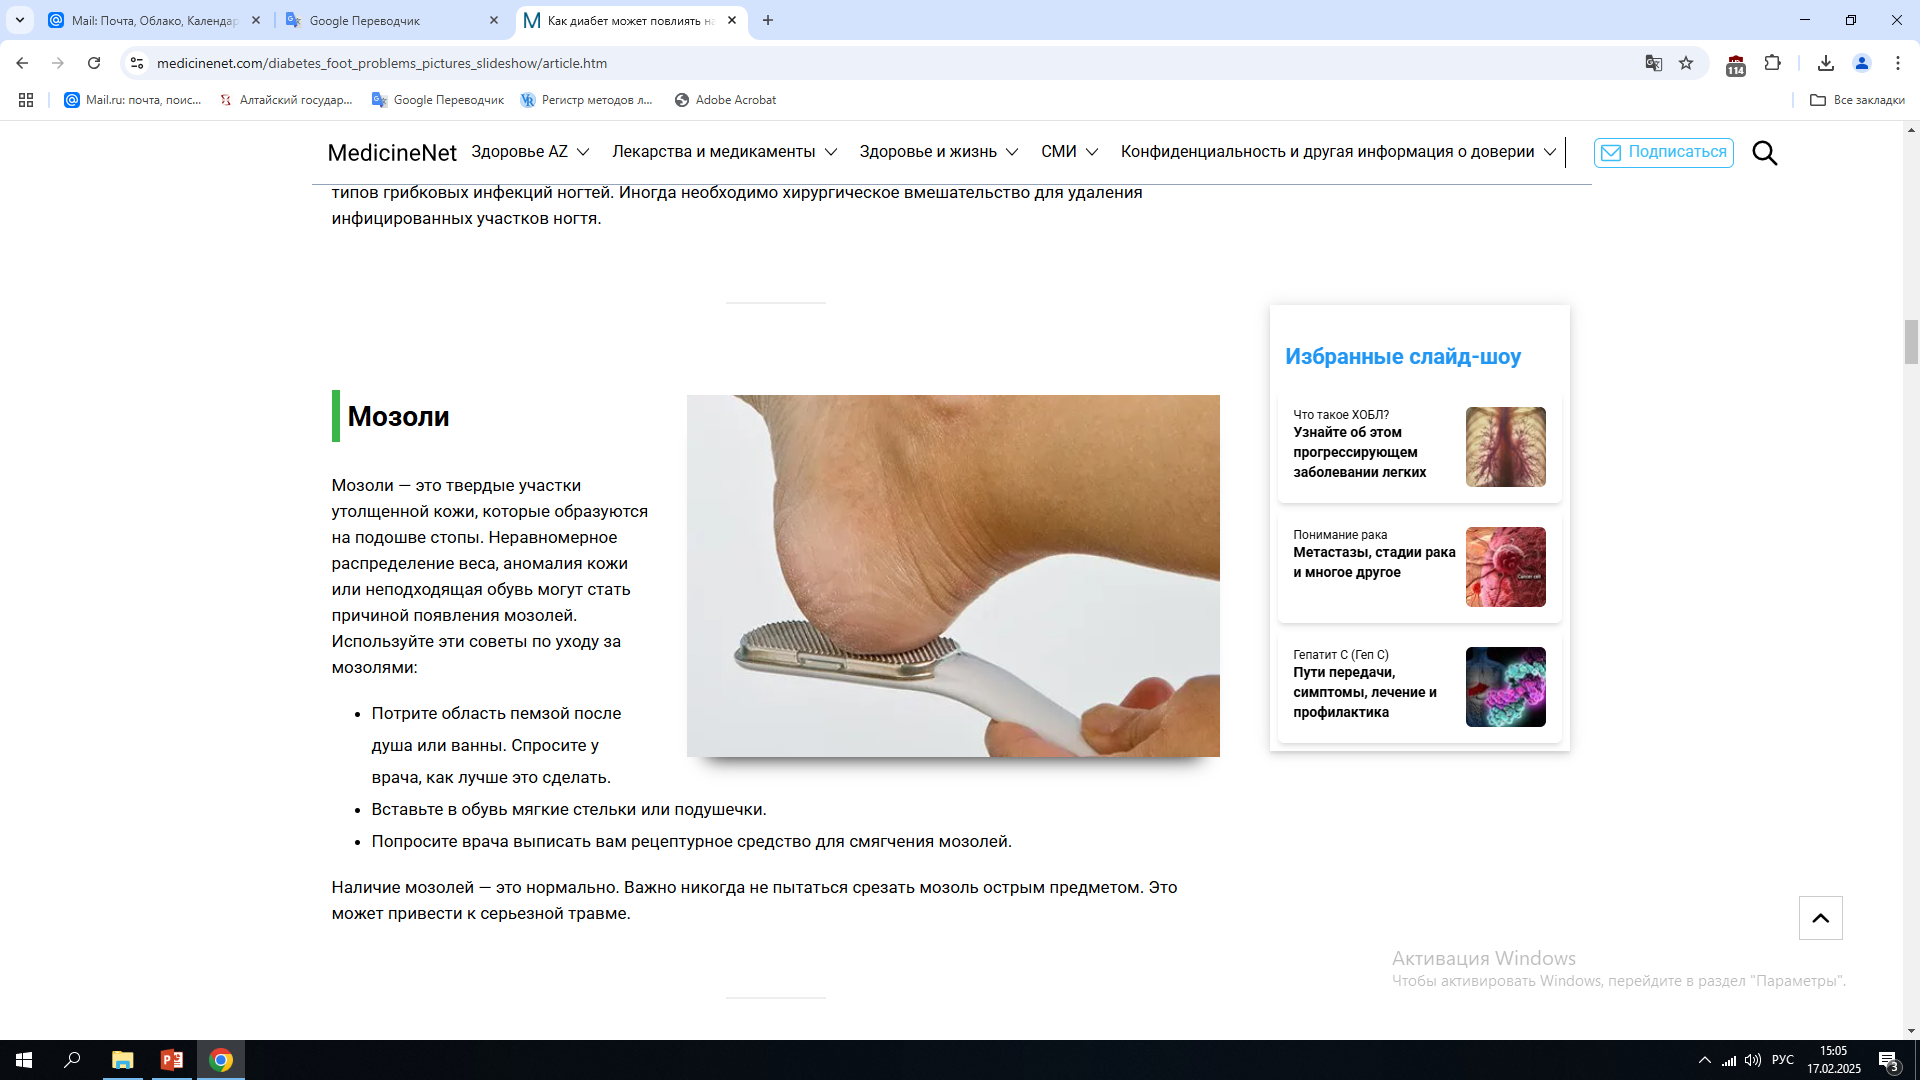 Mail: Почта, Облако, Календар
Google Переводчик
Как диабет может повлиять на
medicinenet.com/diabetes_foot_problems_pictures_slideshow/article.htm
114
Mail.ru: почта, поис...
Алтайский государ...
Google Переводчик
Регистр методов л...
Adobe Acrobat
Все закладки
MedicineNet
Здоровье AZ
Лекарства и медикаменты
Здоровье и жизнь
СМИ
Конфиденциальность и другая информация о доверии
Подписаться
типов грибковых инфекций ногтей. Иногда необходимо хирургическое вмешательство для удаления
инфицированных участков ногтя.
Мозоли
Мозоли — это твердые участки
утолщенной кожи, которые образуются
на подошве стопы. Неравномерное
распределение веса, аномалия кожи
или неподходящая обувь могут стать
причиной появления мозолей.
Используйте эти советы по уходу за
мозолями:
• Потрите область пемзой после
душа или ванны. Спросите у
врача, как лучше это сделать.
• Вставьте в обувь мягкие стельки или подушечки.
• Попросите врача выписать вам рецептурное средство для смягчения мозолей.
Наличие мозолей — это нормально. Важно никогда не пытаться срезать мозоль острым предметом. Это
может привести к серьезной травме.
Избранные слайд-шоу
Что такое ХОБЛ?
Узнайте об этом
прогрессирующем
заболевании легких
Понимание рака
Метастазы, стадии рака
и многое другое
Cancer cell
Гепатит С (Геп С)
Пути передачи,
симптомы, лечение и
профилактика
Активация Windows
Чтобы активировать Windows, перейдите в раздел "Параметры".
РУС
15:05
17.02.2025
3